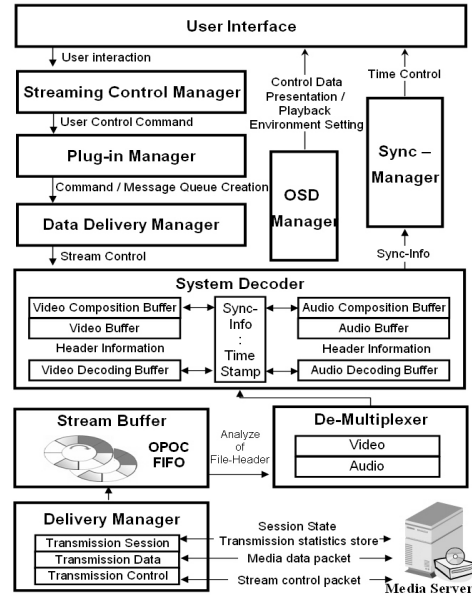 User Interface
User interaction
Streaming Control Manager
User Control Command
Plug-in Manager
Command / Message Queue Creation
Data Delivery Manager
Stream Control
Control Data
Presentation /
Playback
Environment Setting
OSD
Manager
Time Control
Sync –
Manager
Sync-Info
System Decoder
Video Composition Buffer
Video Buffer
Header Information
Video Decoding Buffer
Sync-
Info
:
Time
Stamp
Audio Composition Buffer
Audio Buffer
Header Information
Audio Decoding Buffer
Stream Buffer
OPOC
FIFO
Analyze
of
File-Header
De-Multiplexer
Video
Audio
Delivery Manager
Transmission Session
Transmission Data
Transmission Control
Session State
Transmission statistics store
Media data packet
Stream control packet
Media Server